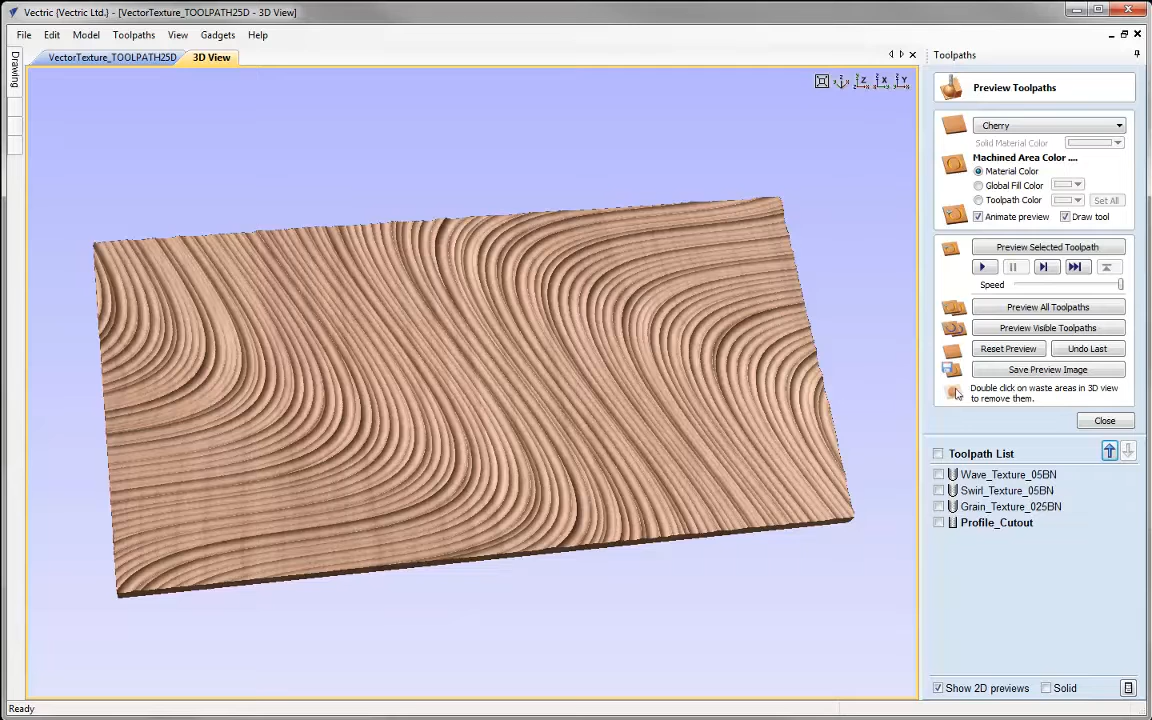 Vectric {Vectric Ltd.} - [VectorTexture_TOOLPATH25D - 3D View]
File Edit Model Toolpaths View Gadgets Help
Drawing
VectorTexture_TOOLPATH25D 3D View
Z X Y
Toolpaths
Preview Toolpaths
Cherry
Solid Material Color
Machined Area Color ....
Material Color
Global Fill Color
Toolpath Color Set All
Animate preview Draw tool
Preview Selected Toolpath
Speed
Preview All Toolpaths
Preview Visible Toolpaths
Reset Preview Undo Last
Save Preview Image
Double click on waste areas in 3D view
to remove them.
Close
Toolpath List
Wave_Texture_05BN
Swirl_Texture_05BN
Grain_Texture_025BN
Profile_Cutout
Show 2D previews Solid
Ready